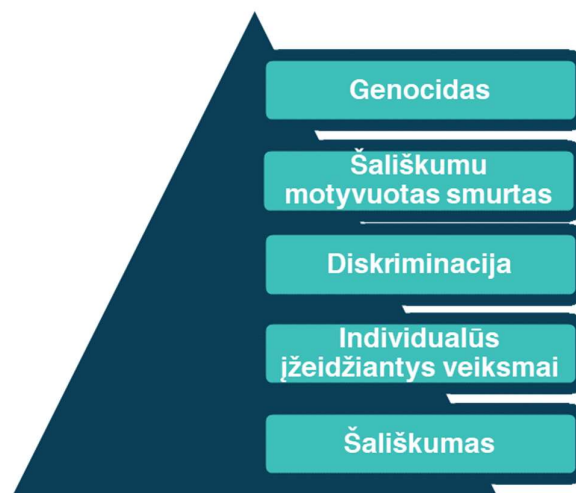 Genocidas
Šališkumu
motyvuotas smurtas
Diskriminacija
Individualūs
įžeidžiantys veiksmai
Šališkumas